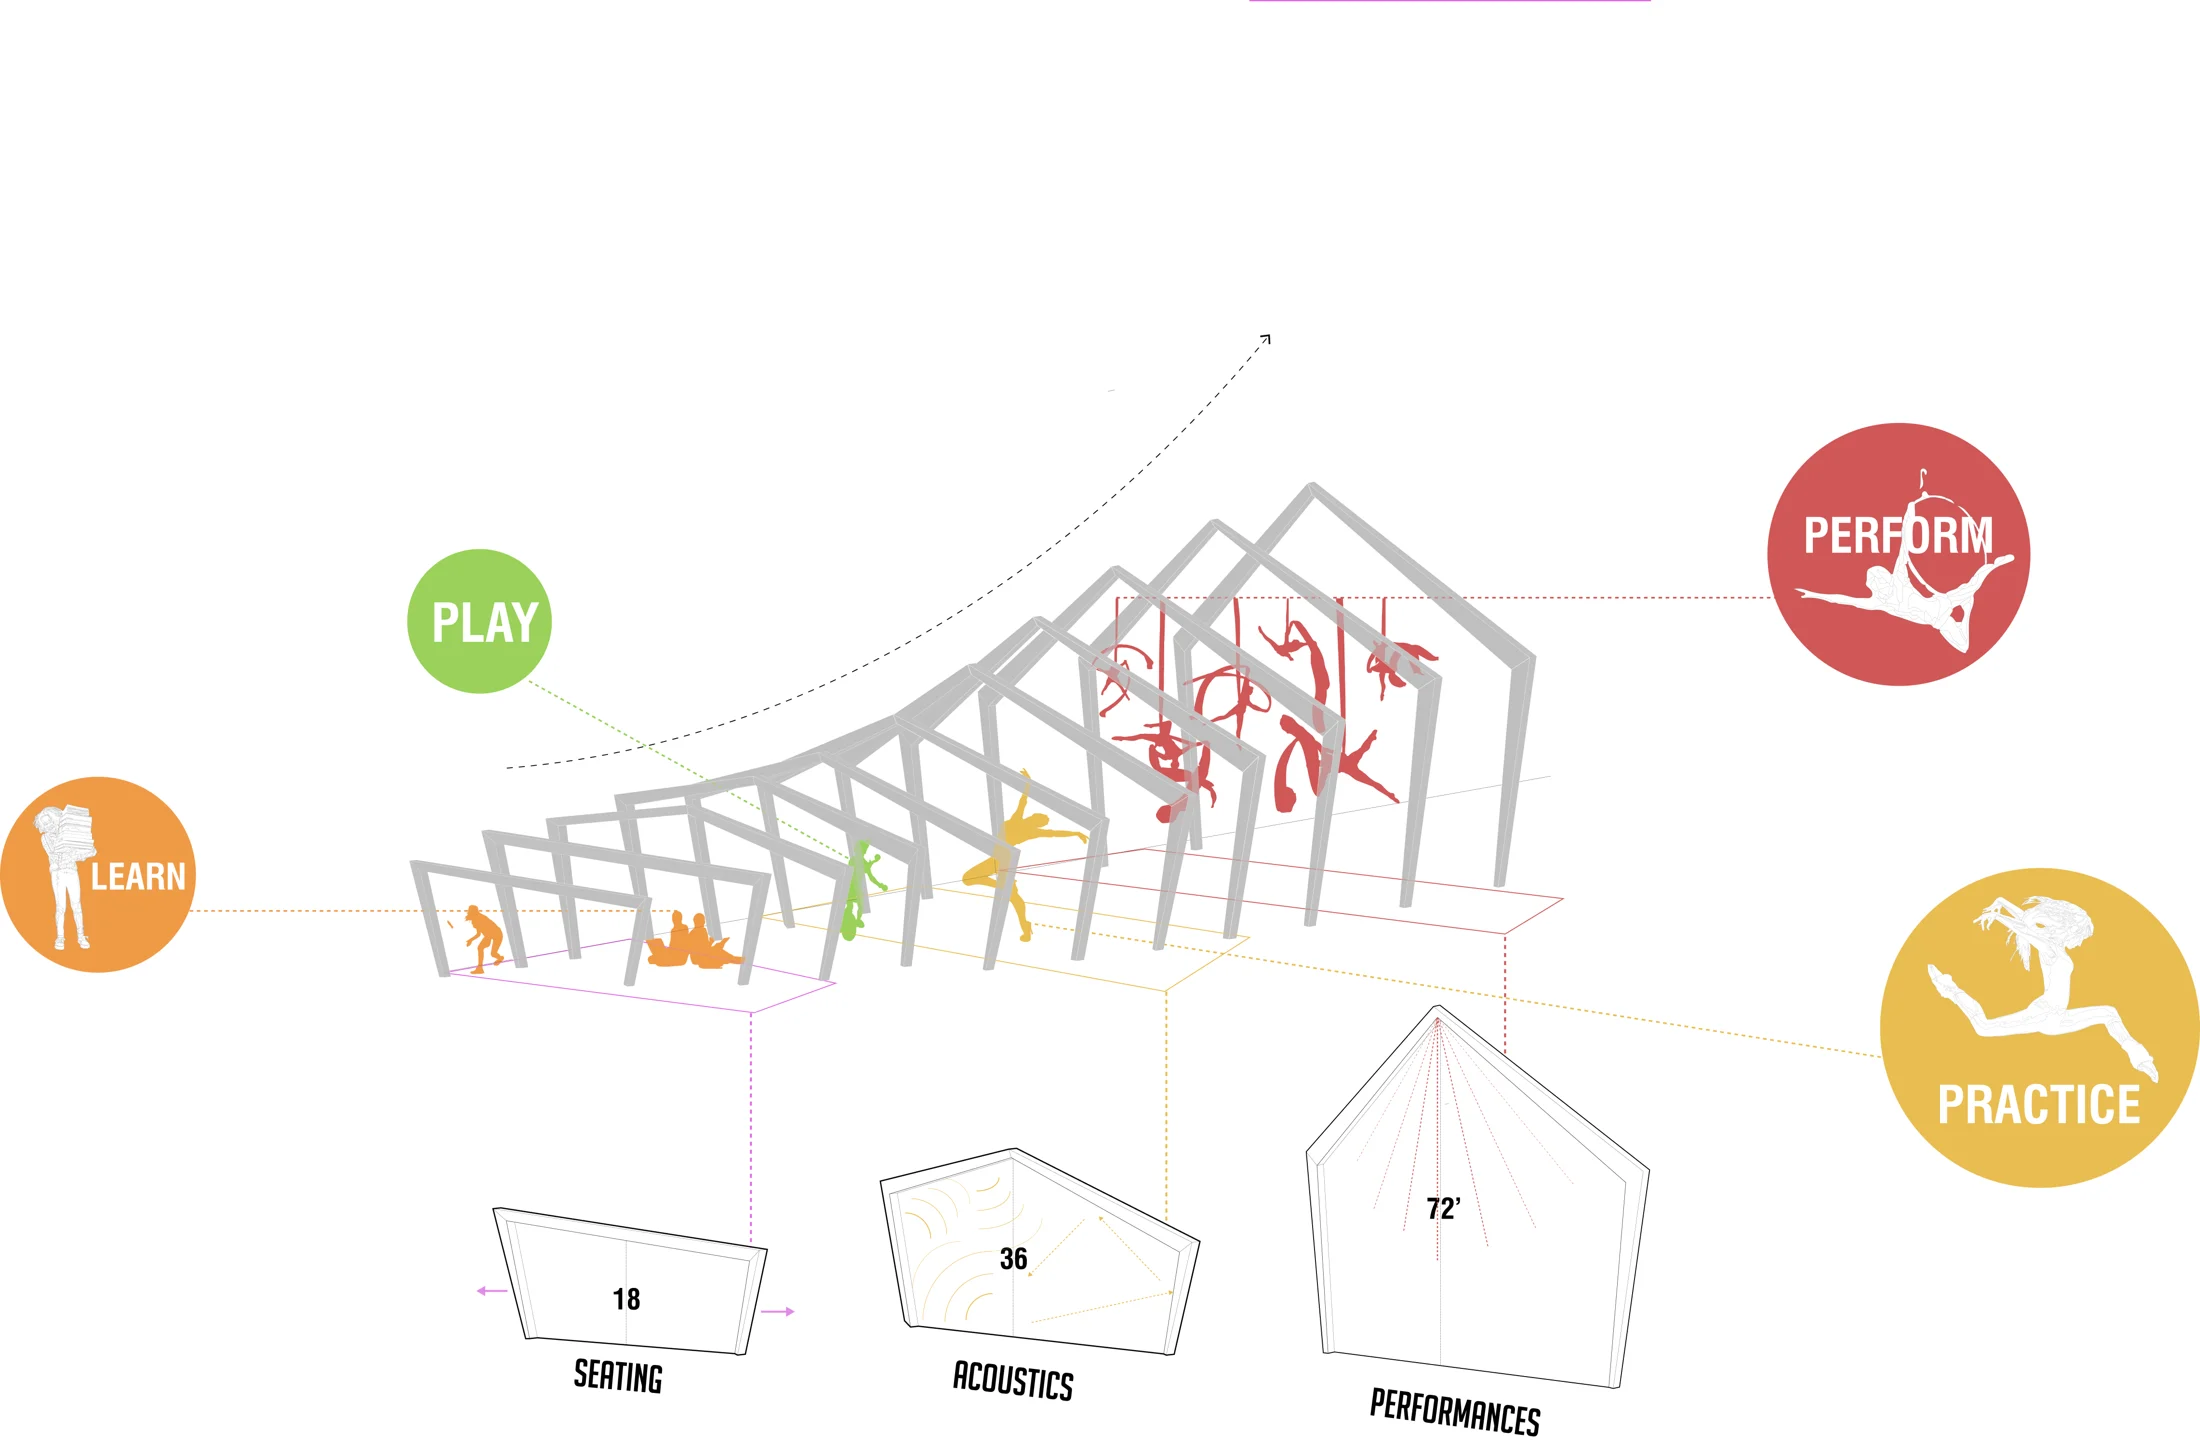 PERFORM
PLAY
LEARN
PRACTICE
72’
36
18
SEATING
ACOUSTICS
PERFORMANCES